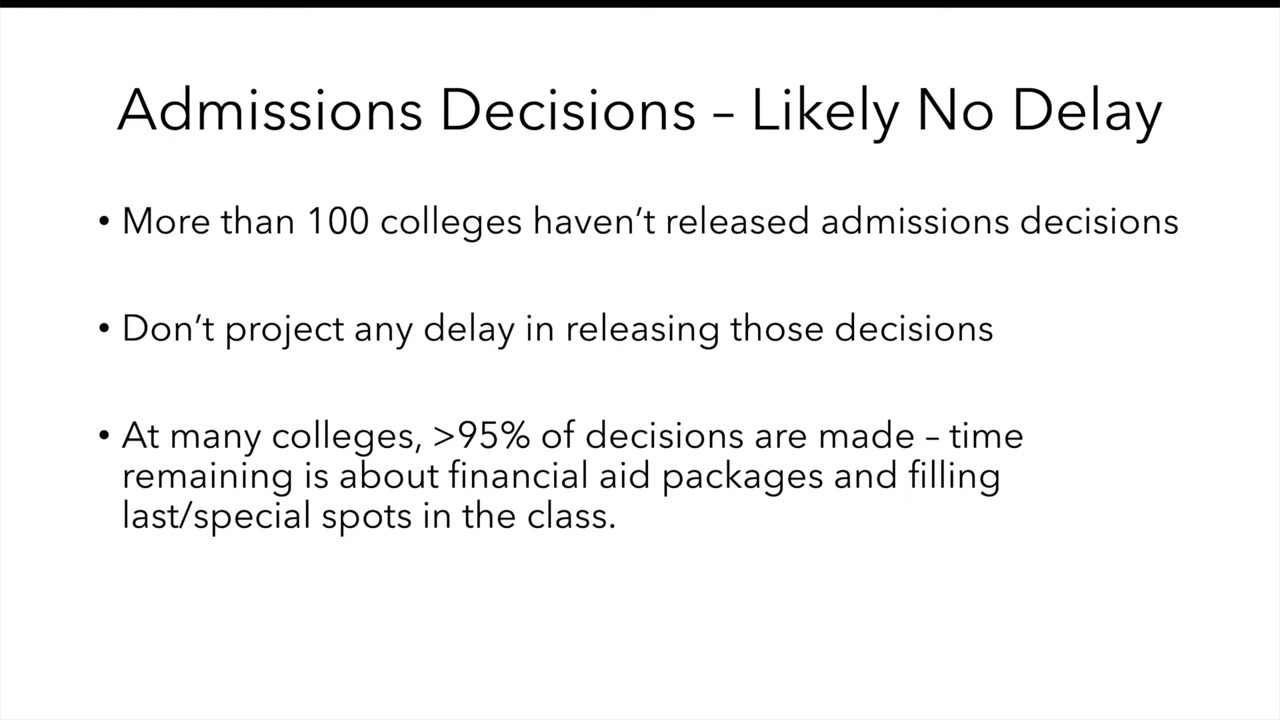 Admissions Decisions – Likely No Delay
• More than 100 colleges haven’t released admissions decisions
• Don’t project any delay in releasing those decisions
• At many colleges, >95% of decisions are made – time
remaining is about financial aid packages and filling
last/special spots in the class.